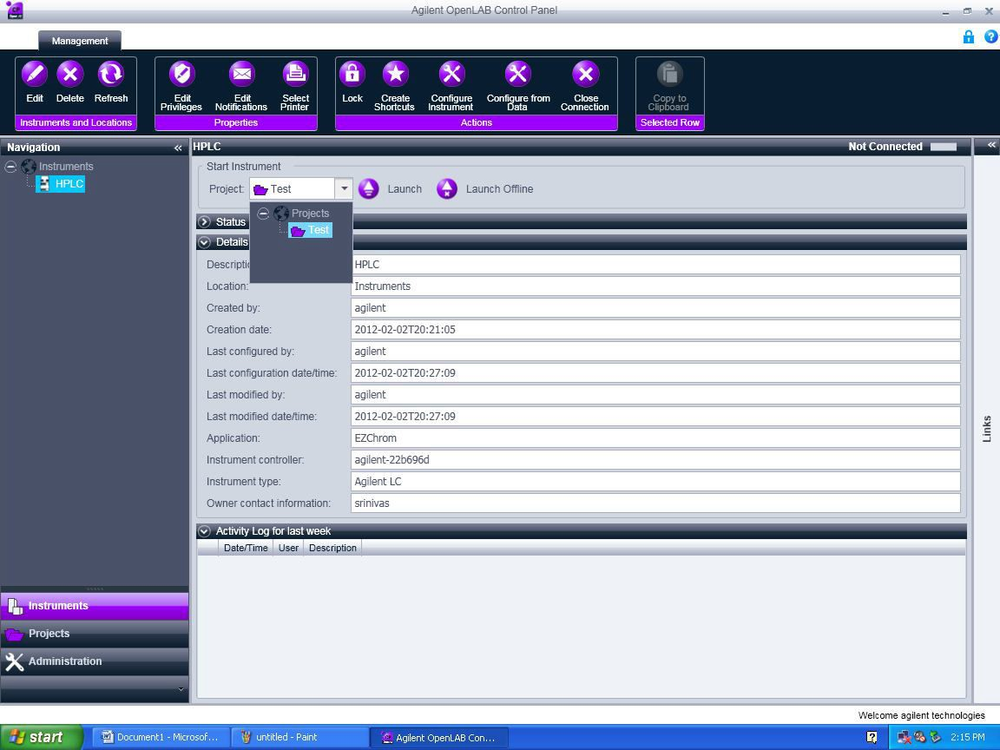 Agilent OpenLAB Control Panel
Management
Edit Delete Refresh
Instruments and Locations
Edit Privileges
Edit Notifications
Select Printer
Properties
Lock
Create Shortcuts
Configure Instrument
Configure from Data
Close Connection
Actions
Copy to Clipboard
Selected Row
Navigation «
Instruments
HPLC
HPLC Not Connected «
Start Instrument
Project: Test Launch Launch Offline
Projects
Test
Status
Details
Descriptio HPLC
Location: Instruments
Created by: agilent
Creation date: 2012-02-02T20:21:05
Last configured by: agilent
Last configuration date/time: 2012-02-02T20:27:09
Last modified by: agilent
Last modified date/time: 2012-02-02T20:27:09
Application: EZChrom
Instrument controller: agilent-22b696d
Instrument type: Agilent LC
Owner contact information: srinivas
Activity Log for last week
Date/Time User Description
Links
Instruments
Projects
Administration
Welcome agilent technologies
start Document1 - Microsof... untitled - Paint Agilent OpenLAB Con... 2:15 PM